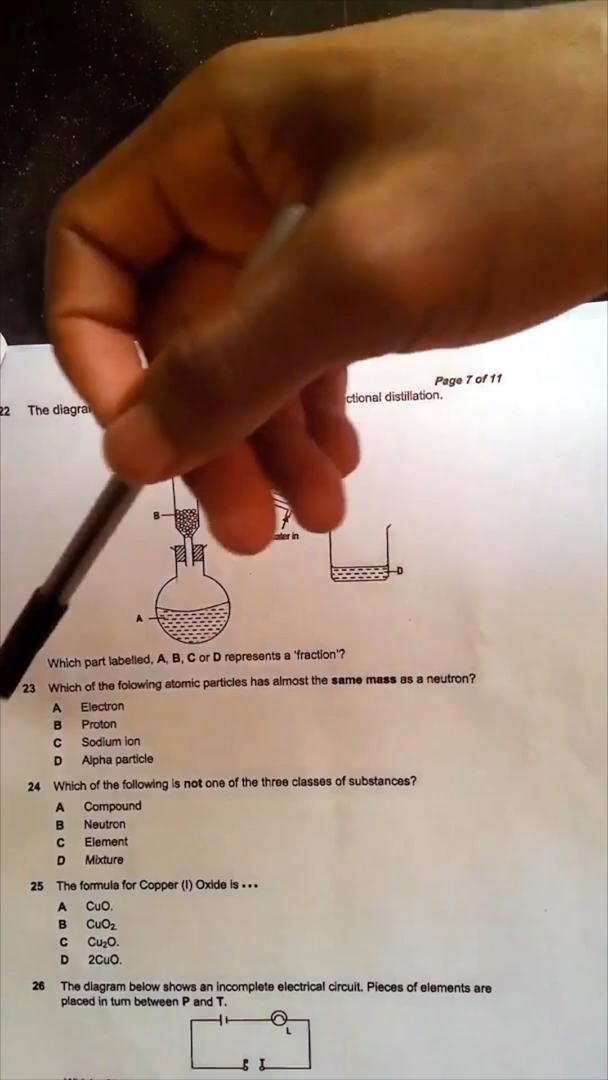 Page 7 of 11
22 The diagra ctional distillation.
B
ater in
D
A
Which part labelled, A, B, C or D represents a 'fraction'?
23 Which of the folowing atomic particles has almost the same mass as a neutron?
A Electron
B Proton
C Sodium ion
D Alpha particle
24 Which of the following is not one of the three classes of substances?
A Compound
B Neutron
C Element
D Mixture
25 The formula for Copper (I) Oxide is •••
A CuO.
B CuO₂
C Cu₂O.
D 2CuO.
26 The diagram below shows an incomplete electrical circuit. Pieces of elements are
placed in turn between P and T.
L
P T